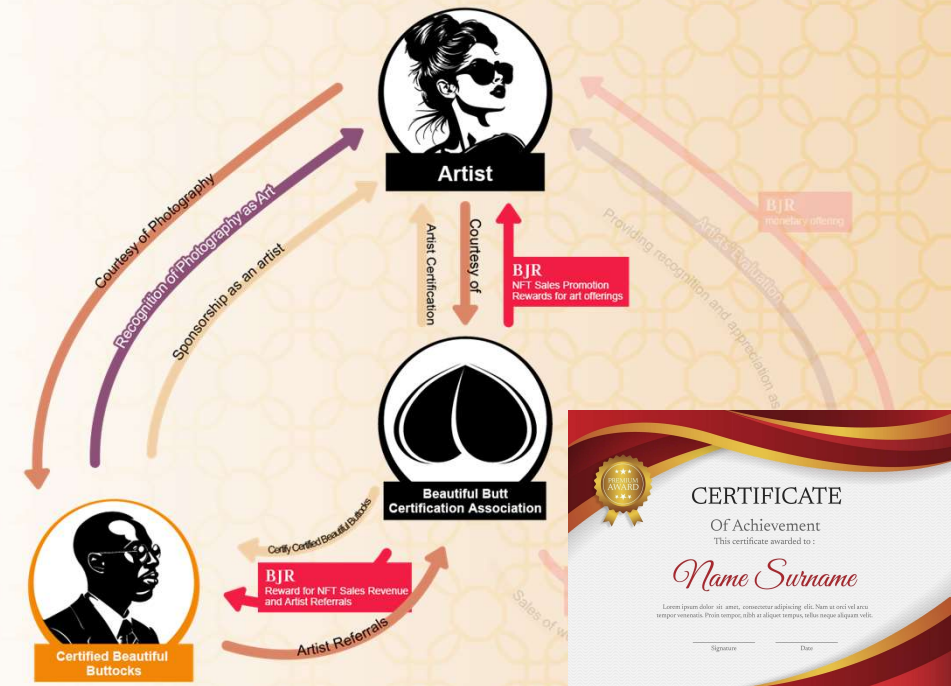 Artist
Courtesy of Photography
Recognition of Photography as Art
Sponsorship as an artist
Artist Certification
Courtesy of
BJR
NFT Sales Promotion
Rewards for art offerings
BJR
monetary offering
Artist Evaluation
Providing recognition and appreciation as
Beautiful Butt
Certification Association
Certify Certified Beautiful Buttocks
BJR
Reward for NFT Sales Revenue
and Artist Referrals
Artist Referrals
Certified Beautiful
Buttocks
Sales of
PREMIUM
AWARD
CERTIFICATE
Of Achievement
This certificate awarded to :
Name Surname
Lorem ipsum dolor sit amet, consectetur adipiscing elit. Nam ut orci vel arcu
tempor venenatis. Proin tempor, nibh at aliquet tempus, tellus neque aliquam velit.
Signature
Date